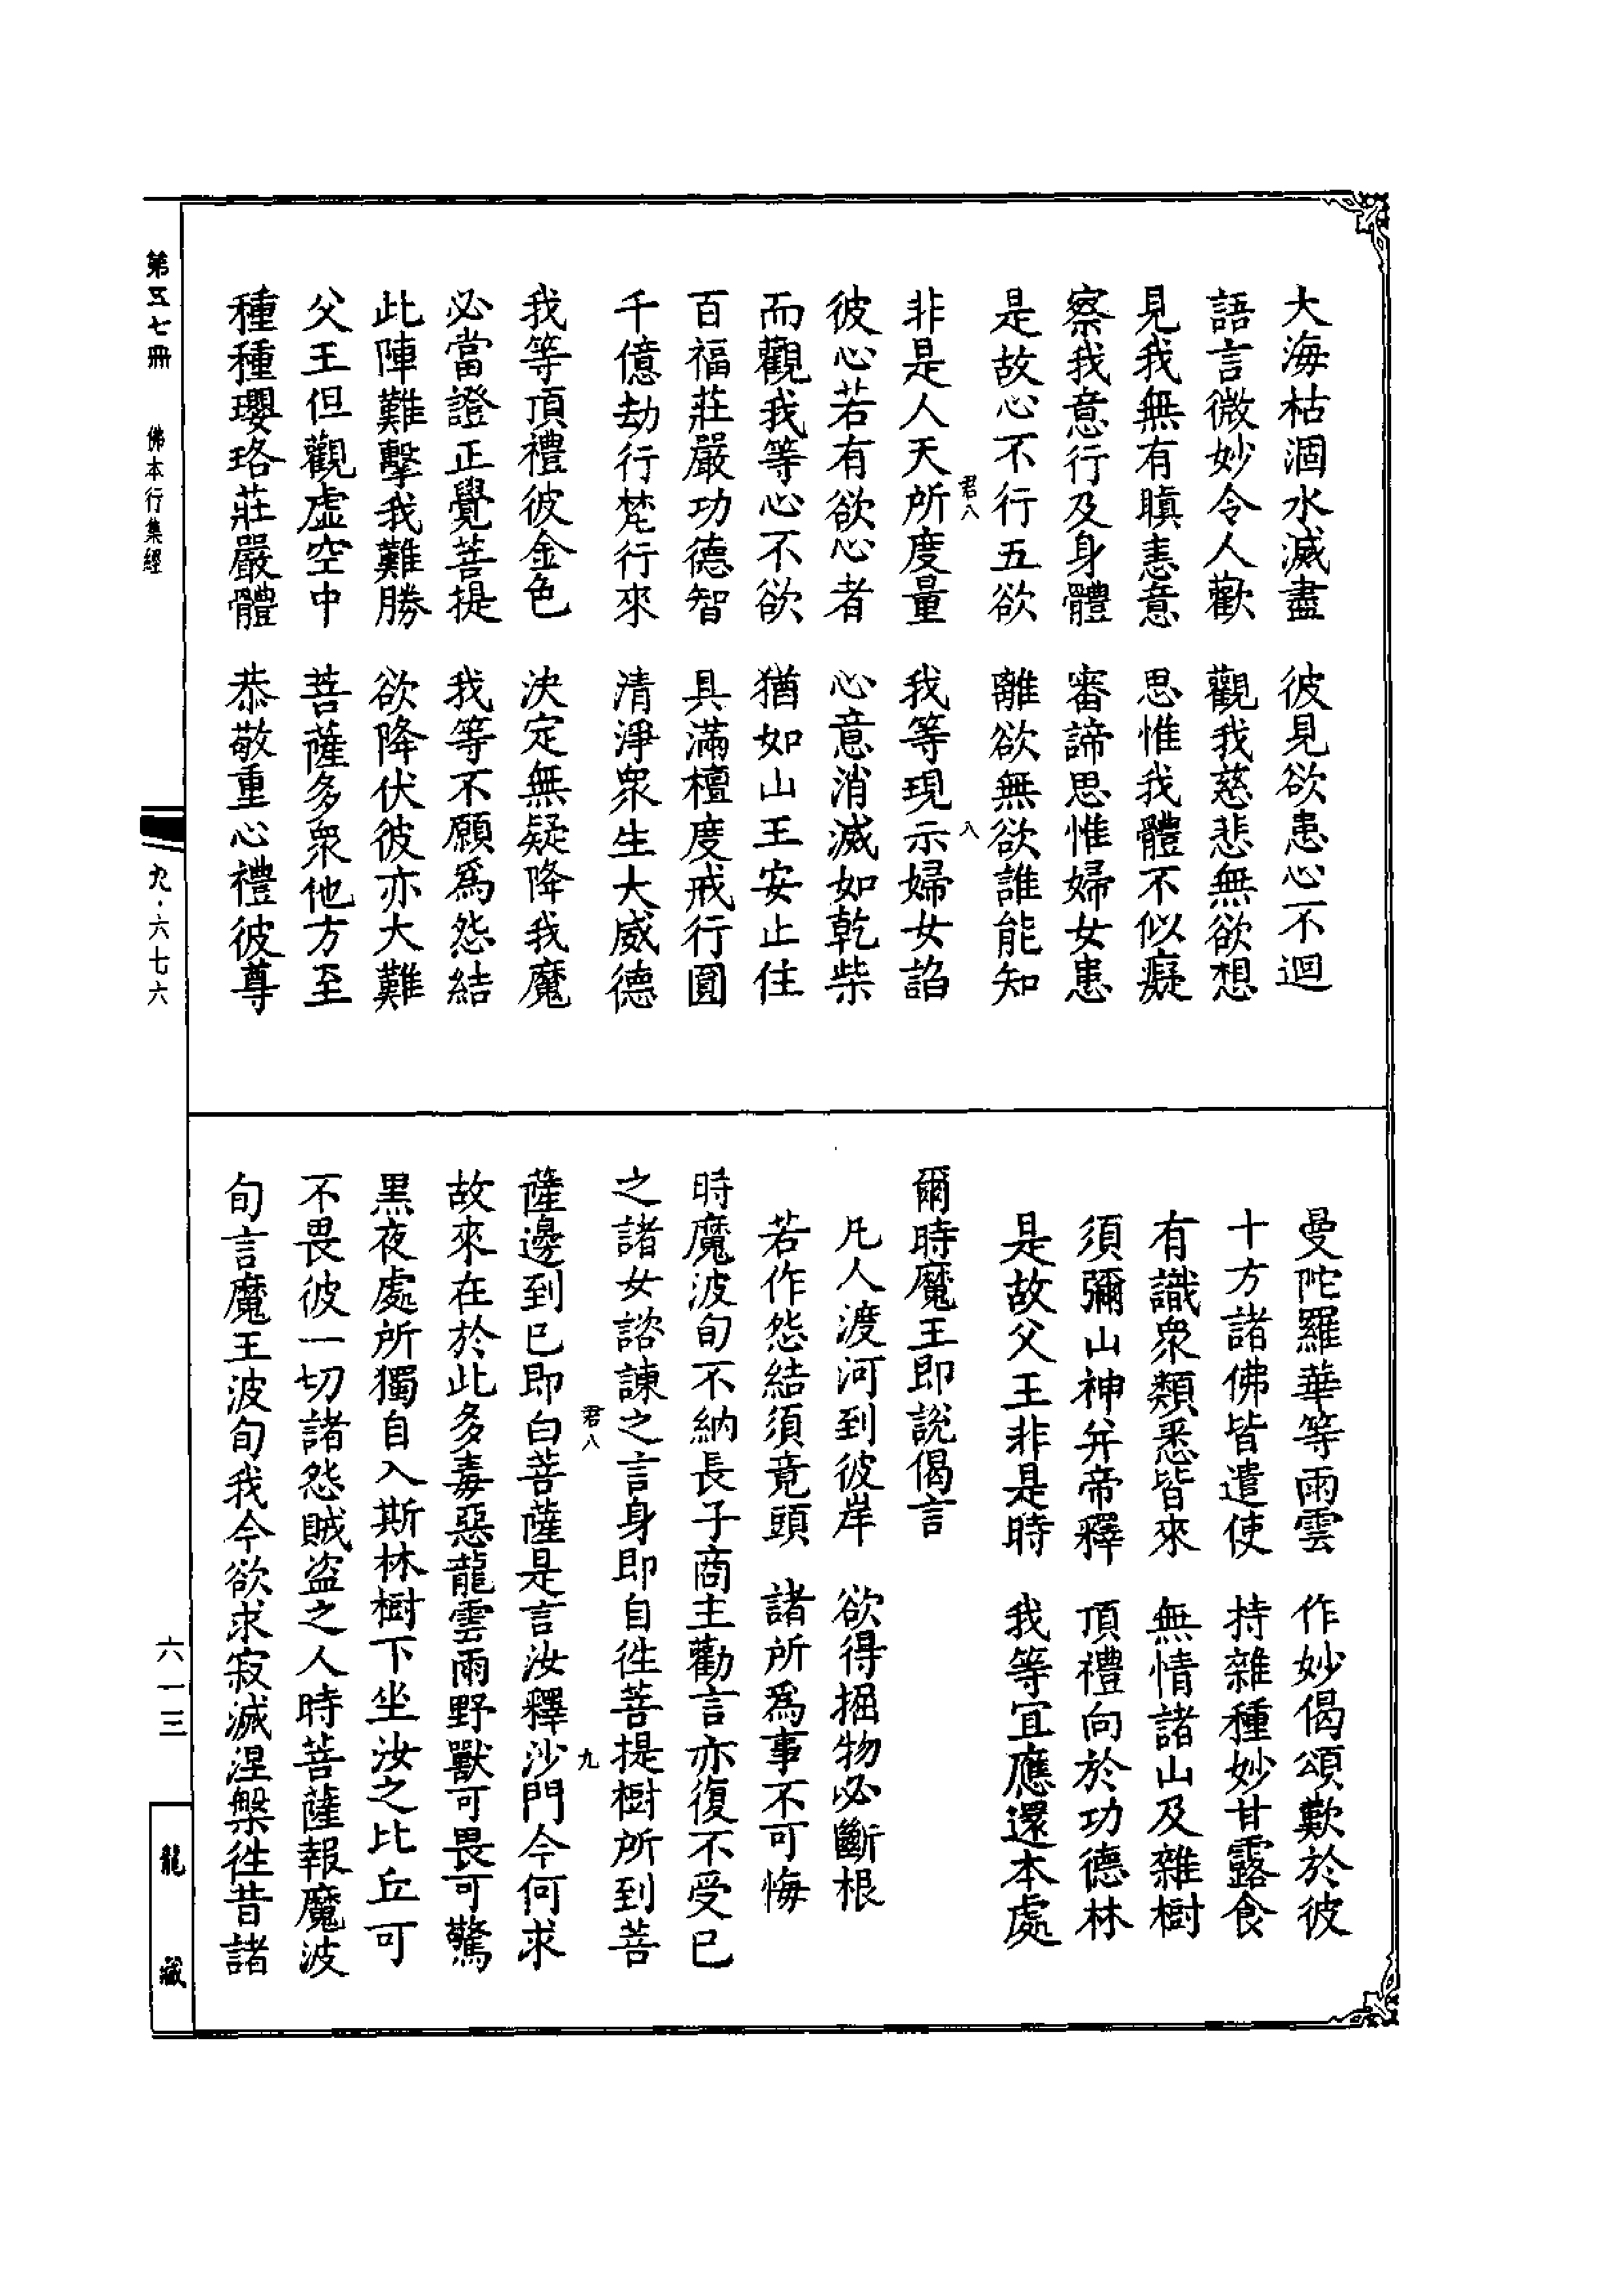 大海枯涸水滅盡　彼見欲患心不迴
語言微妙令人歡　觀我慈悲無欲想
見我無有瞋恚意　思惟我體不似癡
察我意行及身體　審諦思惟婦女患
是故心不行五欲　離欲無欲誰能知
君八　八
非是人天所度量　我等現示婦女諂
彼心若有欲心者　心意消滅如乾柴
而觀我等心不欲　猶如山王安止住
百福莊嚴功德智　具滿檀度戒行圓
千億劫行梵行來　清淨衆生大威德
我等頂禮彼金色　決定無疑降我魔
必當證正覺菩提　我等不願爲怨結
此陣難擊我難勝　欲降伏彼亦大難
父王但觀虛空中　菩薩多衆他方至
種種瓔珞莊嚴體　恭敬重心禮彼尊
曼陀羅華等雨雲　作妙偈頌歎於彼
十方諸佛皆遣使　持雜種妙甘露食
有識衆類悉皆來　無情諸山及雜樹
須彌山神并帝釋　頂禮向於功德林
是故父王非是時　我等宜應還本處
爾時魔王即說偈言
凡人渡河到彼岸　欲得掘物必斷根
若作怨結須竟頭　諸所爲事不可悔
時魔波旬不納長子商主勸言亦復不受已
之諸女諮諫之言身即自徃菩提樹所到菩
君八　九
薩邊到已即白菩薩是言汝釋沙門今何求
故來在於此多毒惡龍雲雨野獸可畏可驚
黑夜處所獨自入斯林樹下坐汝之比丘可
不畏彼一切諸怨賊盜之人時菩薩報魔波
旬言魔王波旬我今欲求寂滅涅槃徃昔諸
第五七冊　佛本行集經　九·六七六　六一三　龍藏